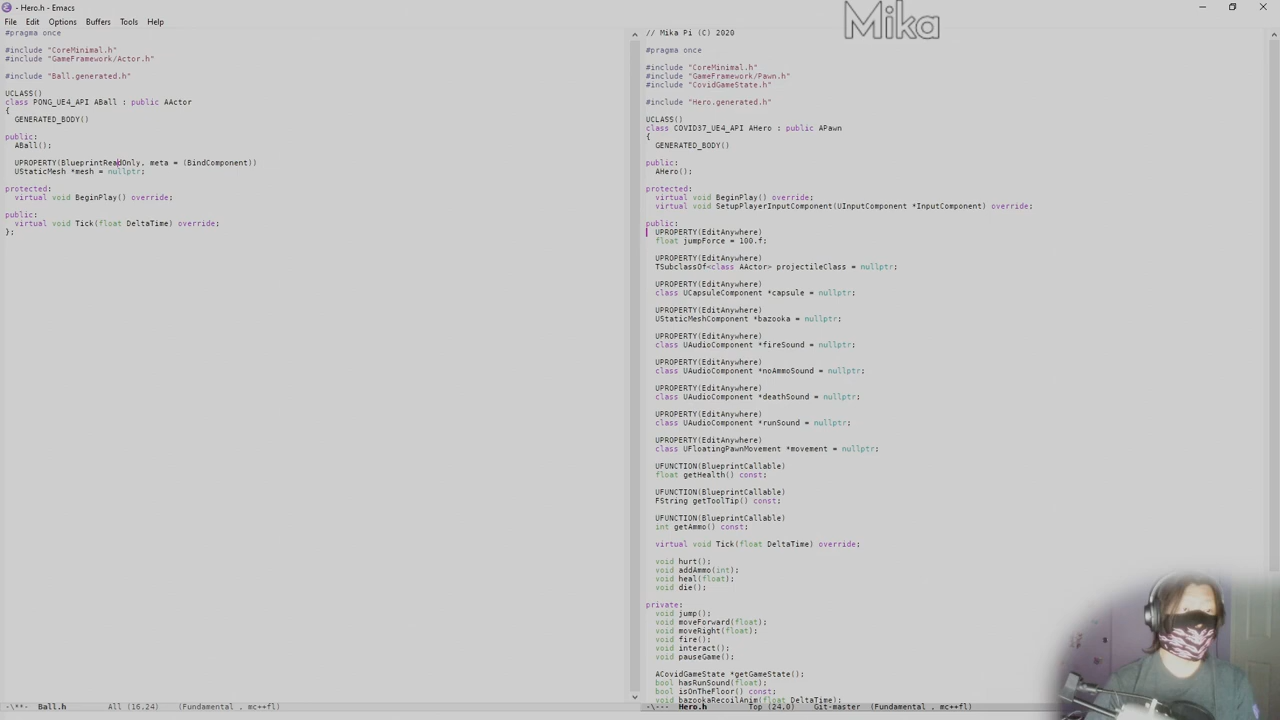 - Hero.h - Emacs
Mika
File Edit Options Buffers Tools Help
#pragma once
#include "CoreMinimal.h"
#include "GameFramework/Actor.h"
#include "Ball.generated.h"
UCLASS()
class PONG_UE4_API ABall : public AActor
{
GENERATED_BODY()
public:
ABall();
UPROPERTY(BlueprintReadOnly, meta = (BindComponent))
UStaticMesh *mesh = nullptr;
protected:
virtual void BeginPlay() override;
public:
virtual void Tick(float DeltaTime) override;
};
-\**- Ball.h All (16,24) (Fundamental , mc++fl)
// Mika Pi (C) 2020
#pragma once
#include "CoreMinimal.h"
#include "GameFramework/Pawn.h"
#include "CovidGameState.h"
#include "Hero.generated.h"
UCLASS()
class COVID37_UE4_API AHero : public APawn
{
GENERATED_BODY()
public:
AHero();
protected:
virtual void BeginPlay() override;
virtual void SetupPlayerInputComponent(UInputComponent *InputComponent) override;
public:
UPROPERTY(EditAnywhere)
float jumpForce = 100.f;
UPROPERTY(EditAnywhere)
TSubclassOf<class AActor> projectileClass = nullptr;
UPROPERTY(EditAnywhere)
class UCapsuleComponent *capsule = nullptr;
UPROPERTY(EditAnywhere)
UStaticMeshComponent *bazooka = nullptr;
UPROPERTY(EditAnywhere)
class UAudioComponent *fireSound = nullptr;
UPROPERTY(EditAnywhere)
class UAudioComponent *noAmmoSound = nullptr;
UPROPERTY(EditAnywhere)
class UAudioComponent *deathSound = nullptr;
UPROPERTY(EditAnywhere)
class UAudioComponent *runSound = nullptr;
UPROPERTY(EditAnywhere)
class UFloatingPawnMovement *movement = nullptr;
UFUNCTION(BlueprintCallable)
float getHealth() const;
UFUNCTION(BlueprintCallable)
FString getToolTip() const;
UFUNCTION(BlueprintCallable)
int getAmmo() const;
virtual void Tick(float DeltaTime) override;
void hurt();
void addAmmo(int);
void heal(float);
void die();
private:
void jump();
void moveForward(float);
void moveRight(float);
void fire();
void interact();
void pauseGame();
ACovidGameState *getGameState();
bool hasRunSound(float);
bool isOnTheFloor() const;
void bazookaRecoilAnim(float DeltaTime);
-\--- Hero.h Top (24,0) Git-master (Fundamental , mc++fl)